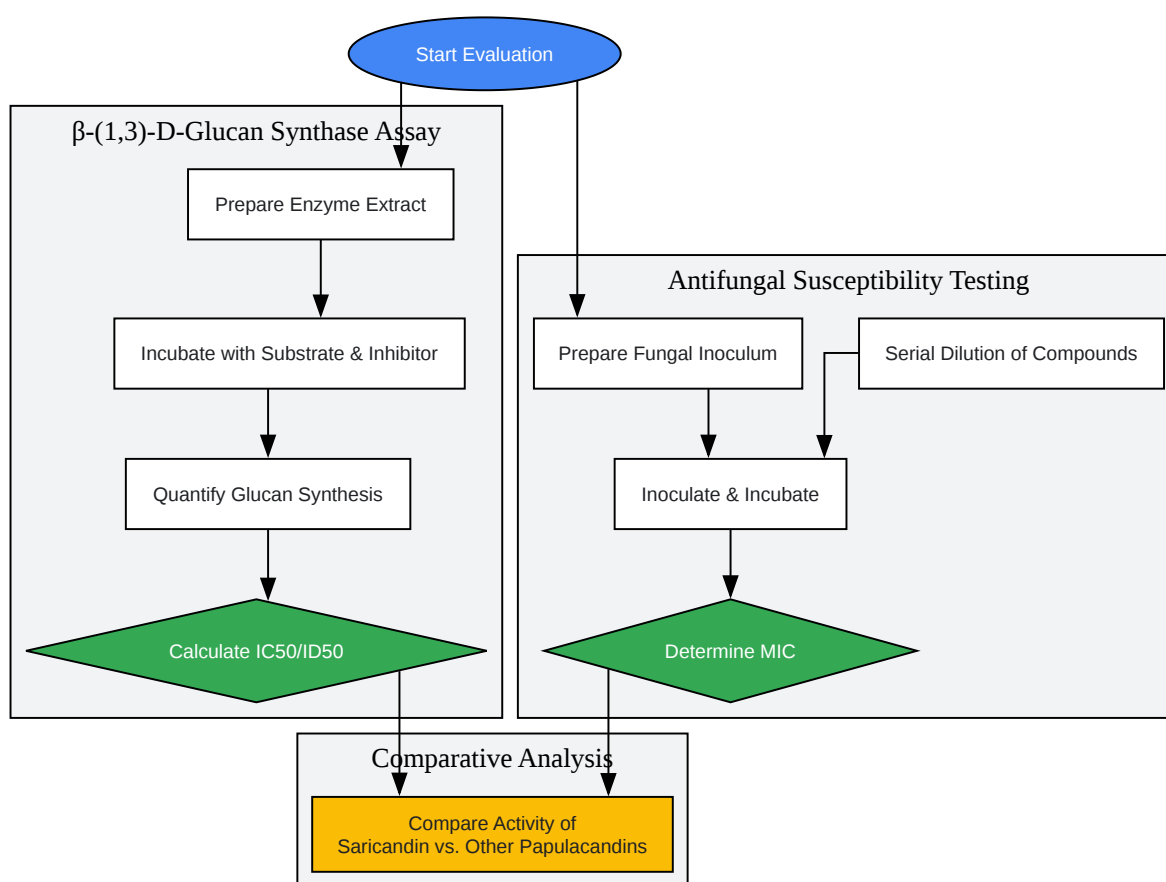 Start Evaluation
β-(1,3)-D-Glucan Synthase Assay
Prepare Enzyme Extract
Incubate with Substrate & Inhibitor
Quantify Glucan Synthesis
Calculate IC50/ID50
Antifungal Susceptibility Testing
Prepare Fungal Inoculum
Serial Dilution of Compounds
Inoculate & Incubate
Determine MIC
Comparative Analysis
Compare Activity of
Saricandin vs. Other Papulacandins